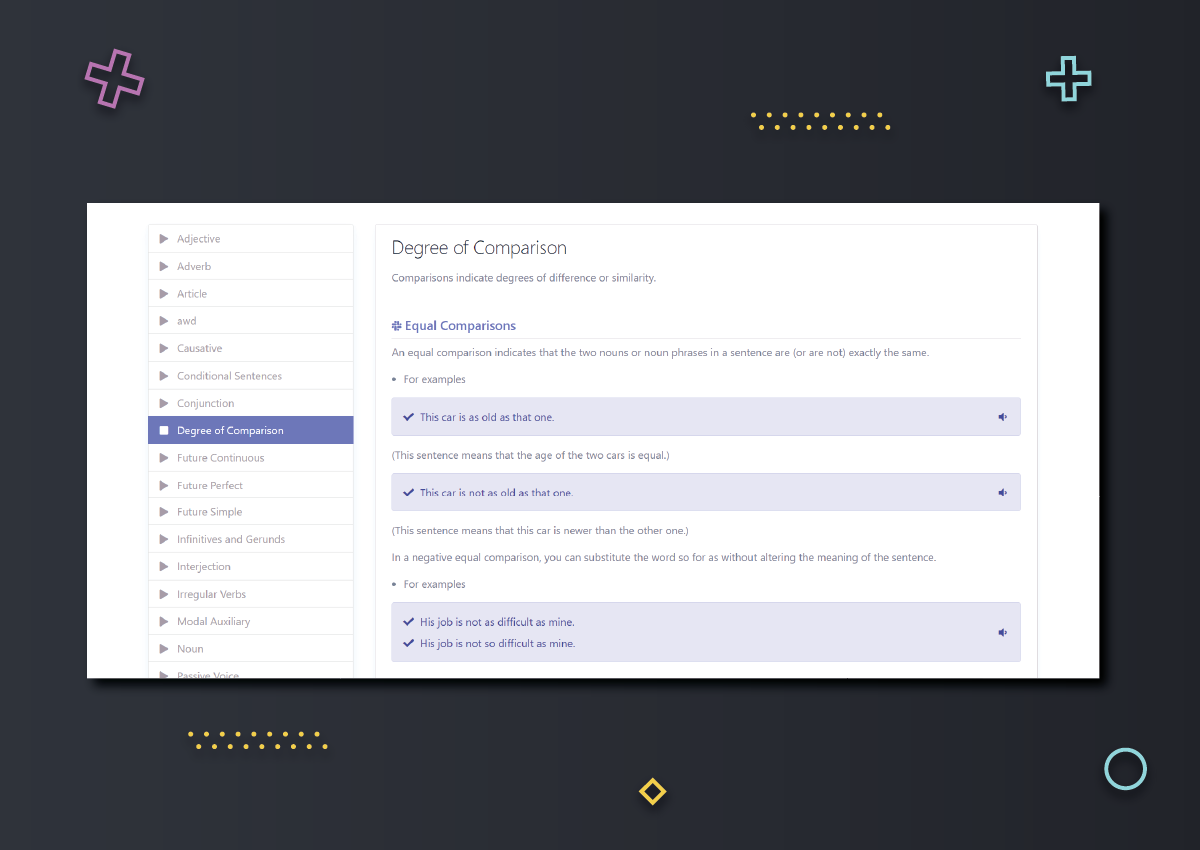 Adjective
Adverb
Article
awd
Causative
Conditional Sentences
Conjunction
Degree of Comparison
Future Continuous
Future Perfect
Future Simple
Infinitives and Gerunds
Interjection
Irregular Verbs
Modal Auxiliary
Noun
Passive Voice
Degree of Comparison
Comparisons indicate degrees of difference or similarity.
Equal Comparisons
An equal comparison indicates that the two nouns or noun phrases in a sentence are (or are not) exactly the same.
• For examples
This car is as old as that one.
(This sentence means that the age of the two cars is equal.)
This car is not as old as that one.
(This sentence means that this car is newer than the other one.)
In a negative equal comparison, you can substitute the word so for as without altering the meaning of the sentence.
• For examples
His job is not as difficult as mine.
His job is not so difficult as mine.